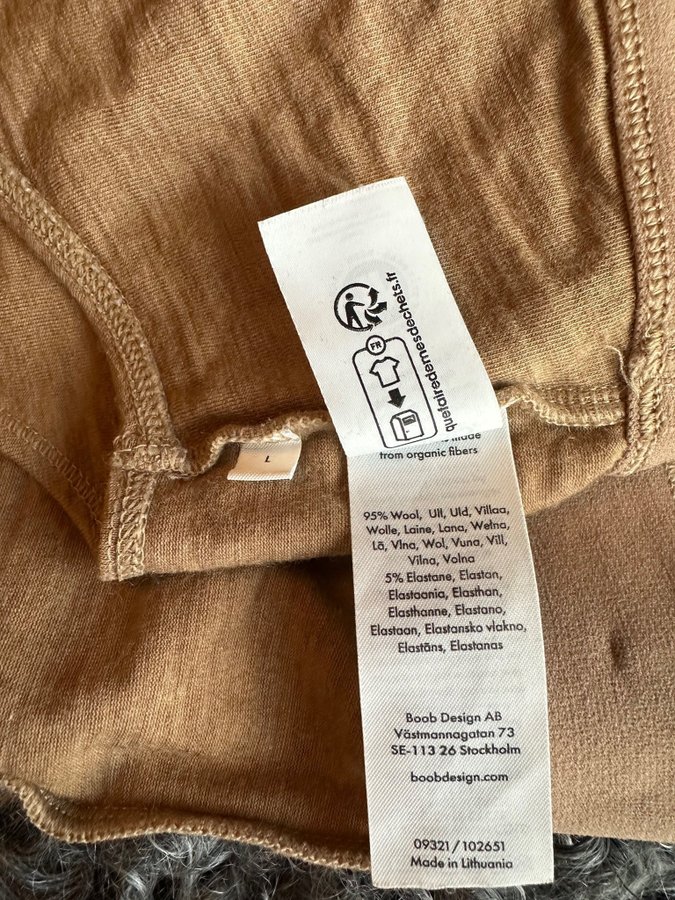 quefairedemesdechets.fr
FR
L
made
from organic fibers
95% Wool, Ull, Uld, Villaa,
Wolle, Laine, Lana, Wełna,
Lã, Vlna, Wol, Vuna, Vill,
Vilna, Volna
5% Elastane, Elastan,
Elastaania, Elasthan,
Elasthanne, Elastano,
Elastaan, Elastansko vlakno,
Elastāns, Elastanas
Boob Design AB
Västmannagatan 73
SE-113 26 Stockholm
boobdesign.com
09321/102651
Made in Lithuania